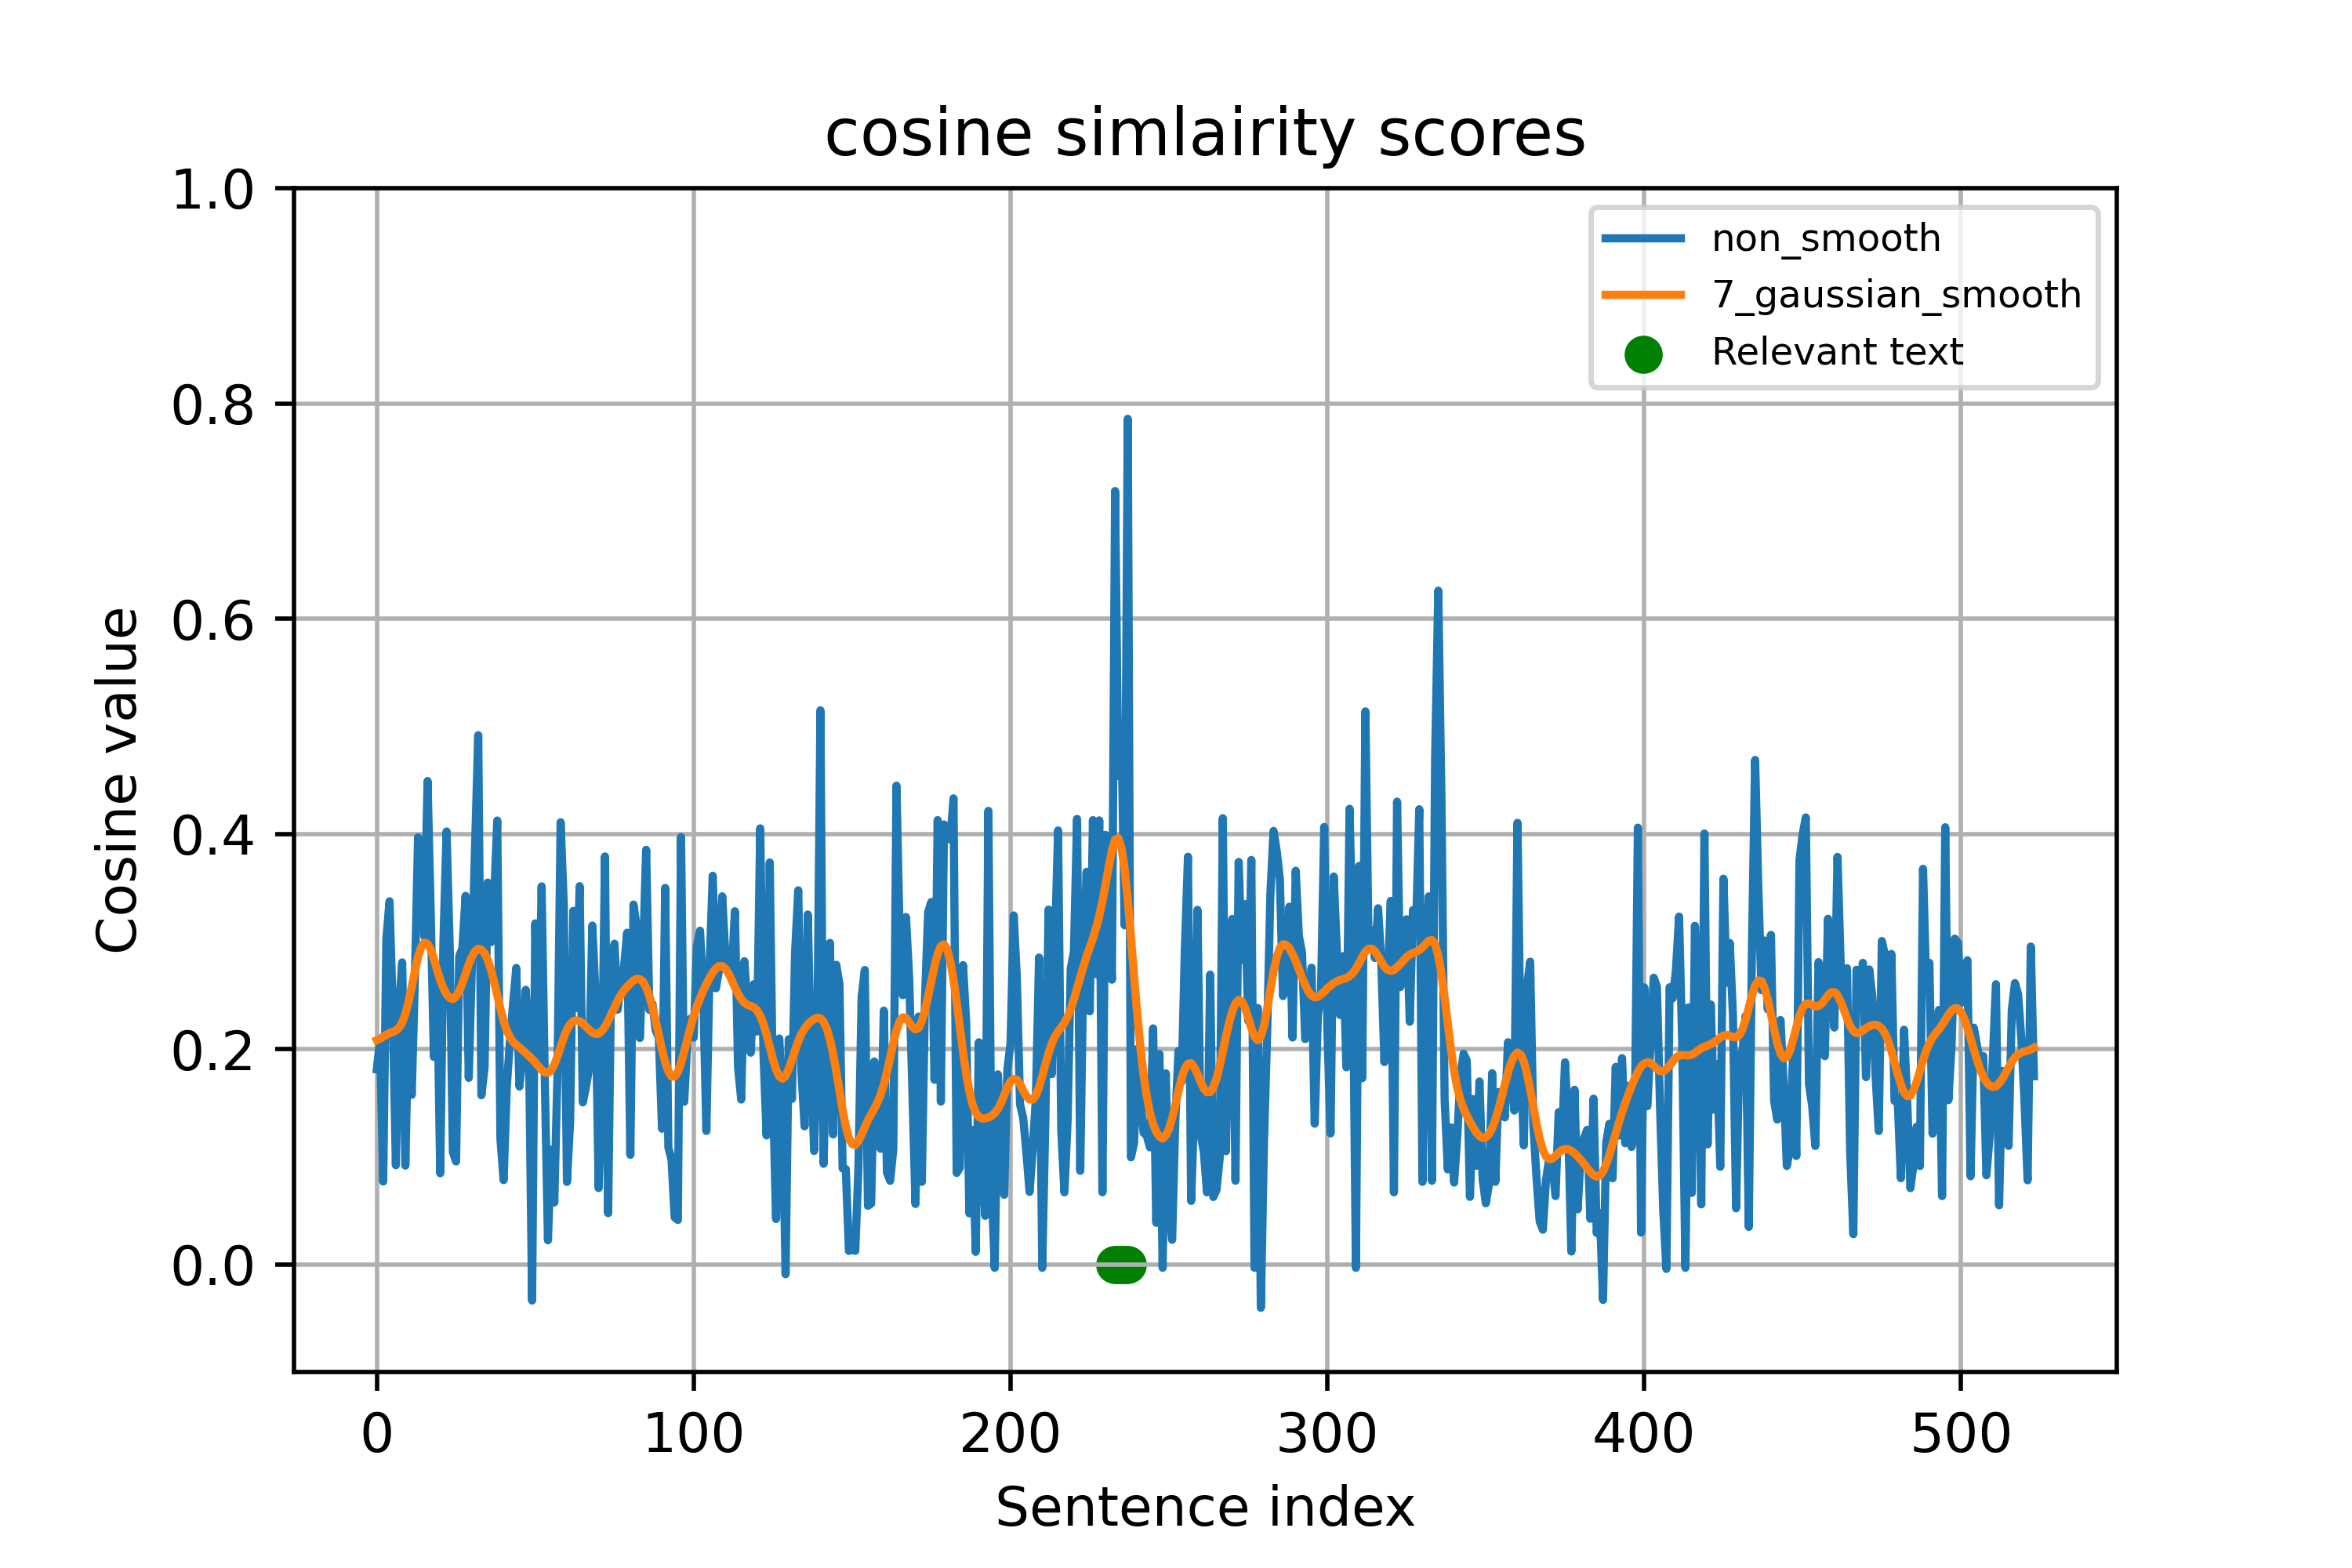 cosine simlairity scores
1.0
0.8
0.6
0.4
0.2
0.0
Cosine value
non_smooth
7_gaussian_smooth
Relevant text
0 100 200 300 400 500
Sentence index